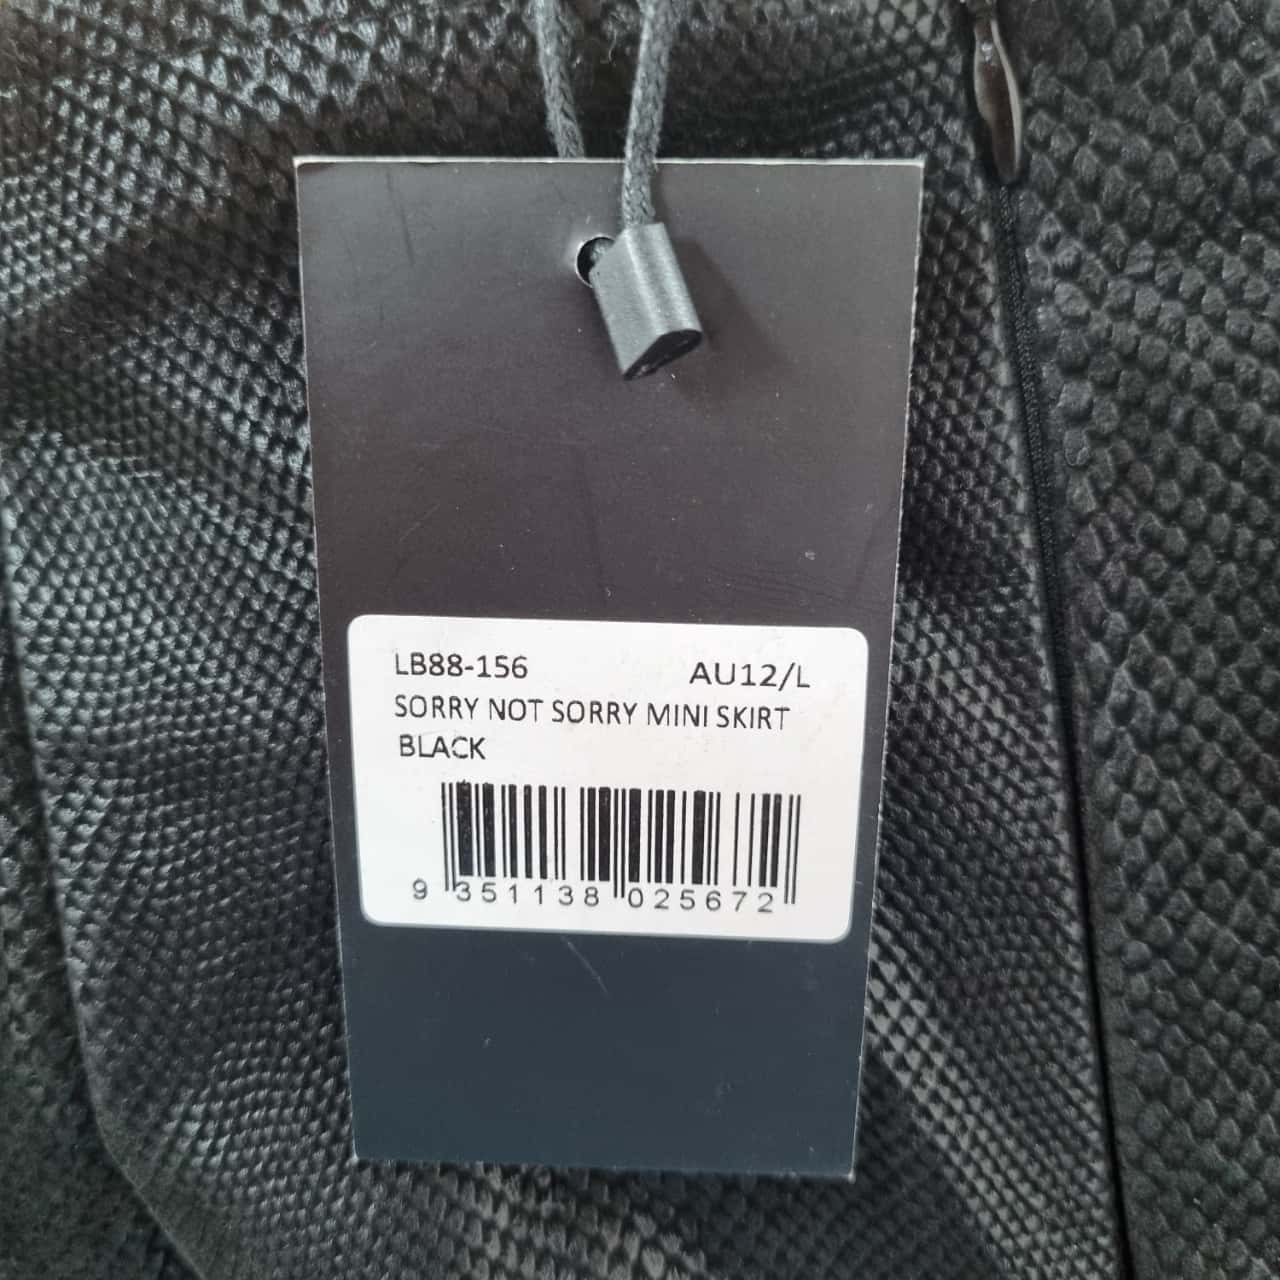 LB88-156 AU12/L
SORRY NOT SORRY MINI SKIRT
BLACK
9 351138 025672